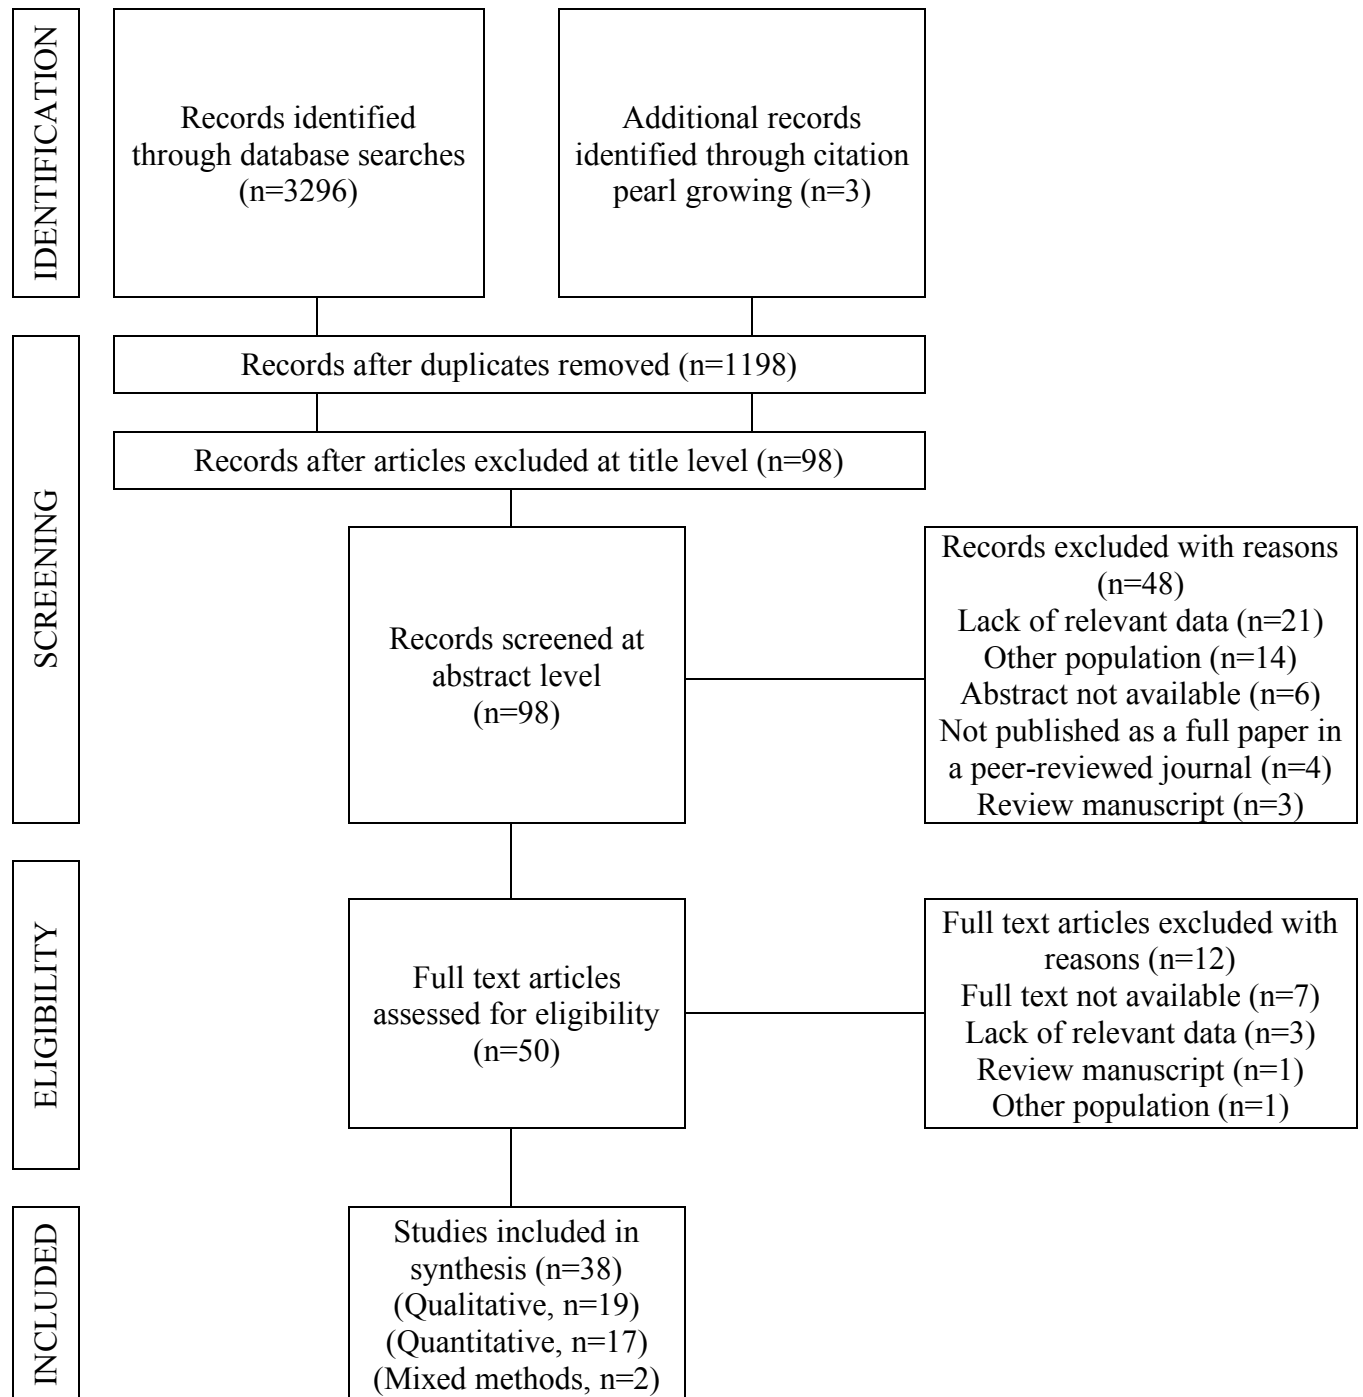 IDENTIFICATION
Records identified
through database searches
(n=3296)
Additional records
identified through citation
pearl growing (n=3)
SCREENING
Records after duplicates removed (n=1198)
Records after articles excluded at title level (n=98)
Records screened at
abstract level
(n=98)
Records excluded with reasons
(n=48)
Lack of relevant data (n=21)
Other population (n=14)
Abstract not available (n=6)
Not published as a full paper in
a peer-reviewed journal (n=4)
Review manuscript (n=3)
ELIGIBILITY
Full text articles
assessed for eligibility
(n=50)
Full text articles excluded with
reasons (n=12)
Full text not available (n=7)
Lack of relevant data (n=3)
Review manuscript (n=1)
Other population (n=1)
INCLUDED
Studies included in
synthesis (n=38)
(Qualitative, n=19)
(Quantitative, n=17)
(Mixed methods, n=2)